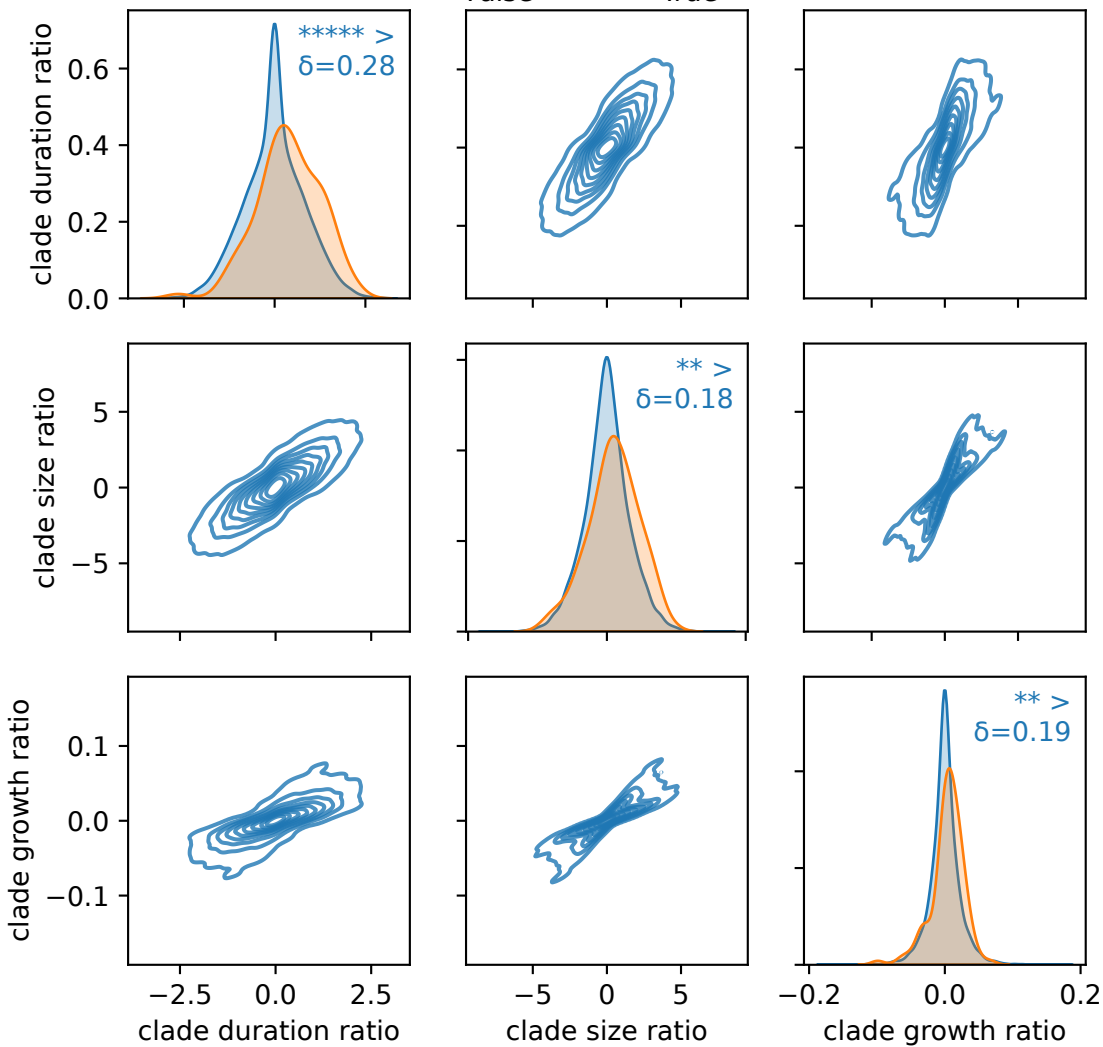 clade duration ratio
0.6
0.4
0.2
0.0
***** >
δ=0.28
clade size ratio
5
0
−5
** >
δ=0.18
clade growth ratio
0.1
0.0
−0.1
** >
δ=0.19
−2.5 0.0 2.5
−5 0 5
−0.2 0.0 0.2
clade duration ratio
clade size ratio
clade growth ratio